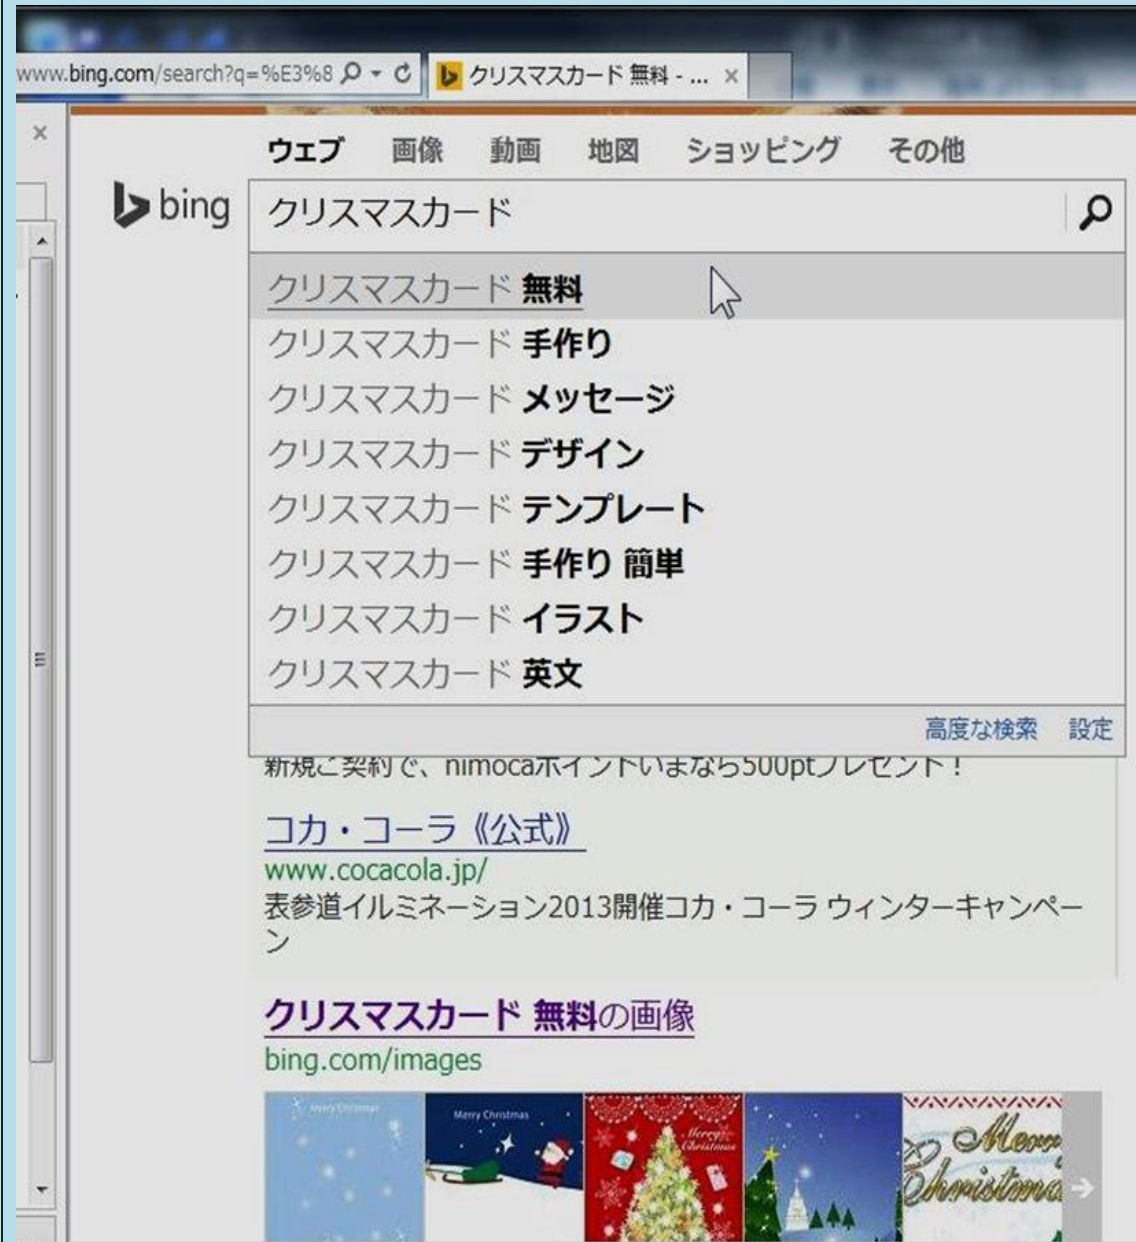 www.bing.com/search?q=%E3%8
クリスマスカード 無料 - ...
ウェブ 画像 動画 地図 ショッピング その他
bing
クリスマスカード
クリスマスカード 無料
クリスマスカード 手作り
クリスマスカード メッセージ
クリスマスカード デザイン
クリスマスカード テンプレート
クリスマスカード 手作り 簡単
クリスマスカード イラスト
クリスマスカード 英文
高度な検索 設定
新規ご契約で、nimocaポイントいまなら500ptプレゼント！
コカ・コーラ《公式》
www.cocacola.jp/
表参道イルミネーション2013開催コカ・コーラ ウィンターキャンペー
ン
クリスマスカード 無料の画像
bing.com/images
Merry Christmas
Merry Christmas
Merry
Christmas
Merry
Christmas